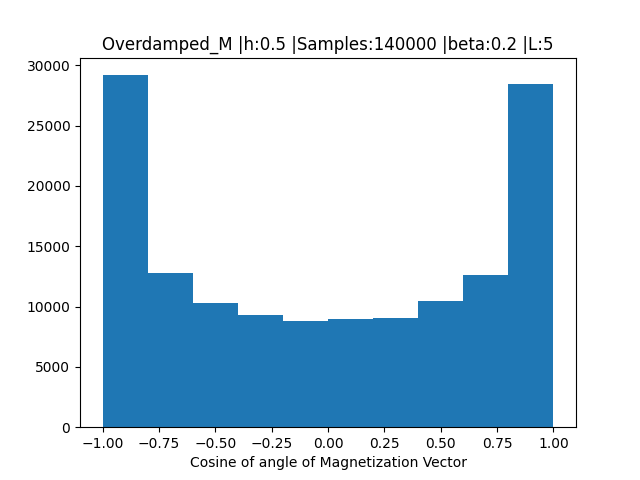 Overdamped_M |h:0.5 |Samples:140000 |beta:0.2 |L:5
30000
25000
20000
15000
10000
5000
0
−1.00 −0.75 −0.50 −0.25 0.00 0.25 0.50 0.75 1.00
Cosine of angle of Magnetization Vector